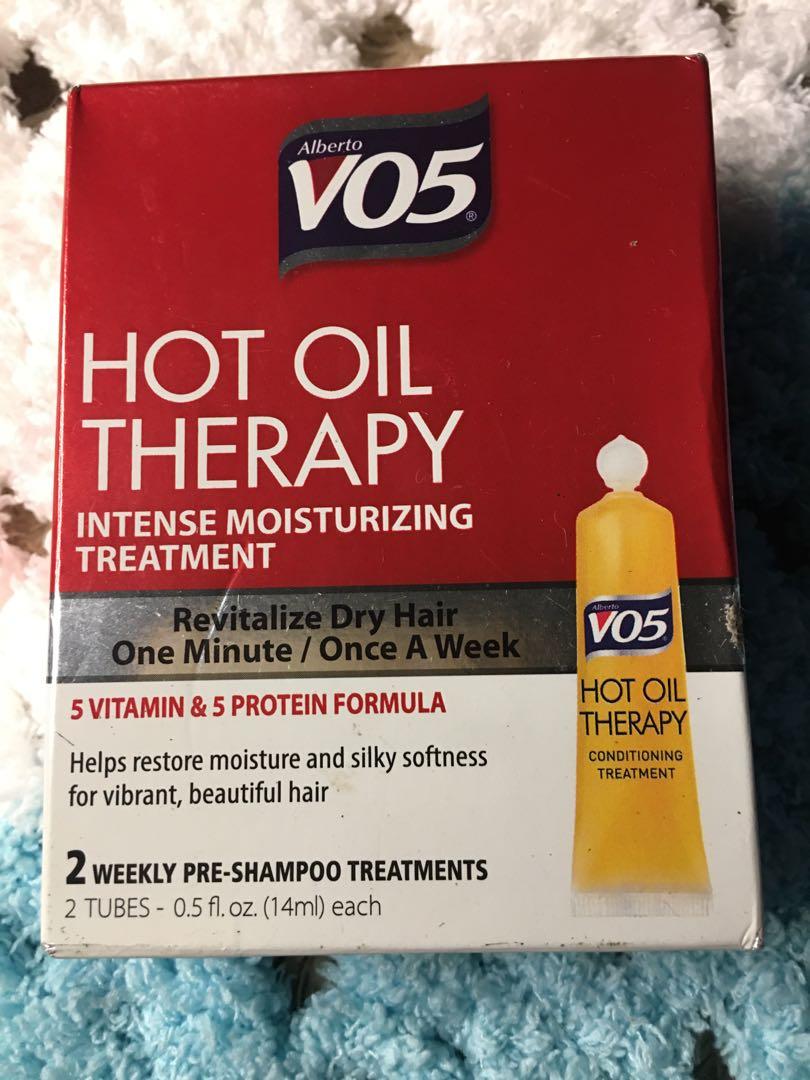 Alberto
VO5®
HOT OIL
THERAPY
INTENSE MOISTURIZING
TREATMENT
Revitalize Dry Hair
One Minute / Once A Week
5 VITAMIN & 5 PROTEIN FORMULA
Helps restore moisture and silky softness
for vibrant, beautiful hair
2 WEEKLY PRE-SHAMPOO TREATMENTS
2 TUBES - 0.5 fl. oz. (14ml) each
Alberto
VO5
HOT OIL
THERAPY
CONDITIONING
TREATMENT